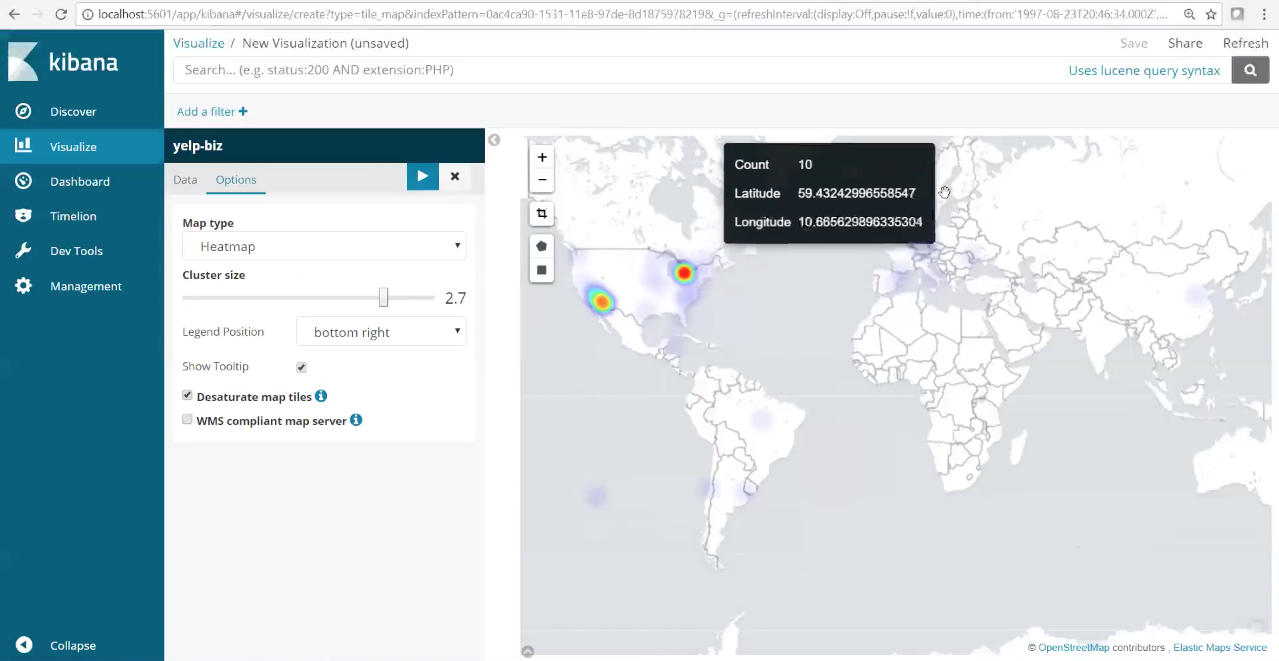 localhost:5601/app/kibana#/visualize/create?type=tile_map&indexPattern=0ac4ca90-1531-11e8-97de-8d1875978219&_g=(refreshInterval:(display:Off,pause:!f,value:0),time:(from:'1997-08-23T20:46:34.000Z',...
kibana
Discover
Visualize
Dashboard
Timelion
Dev Tools
Management
Collapse
Visualize / New Visualization (unsaved)
Save Share Refresh
Search... (e.g. status:200 AND extension:PHP)
Uses lucene query syntax
Add a filter +
yelp-biz
Data Options
Map type
Heatmap
Cluster size
2.7
Legend Position bottom right
Show Tooltip
Desaturate map tiles
WMS compliant map server
+
−
Count 10
Latitude 59.43242996558547
Longitude 10.665629896335304
© OpenStreetMap contributors , Elastic Maps Service